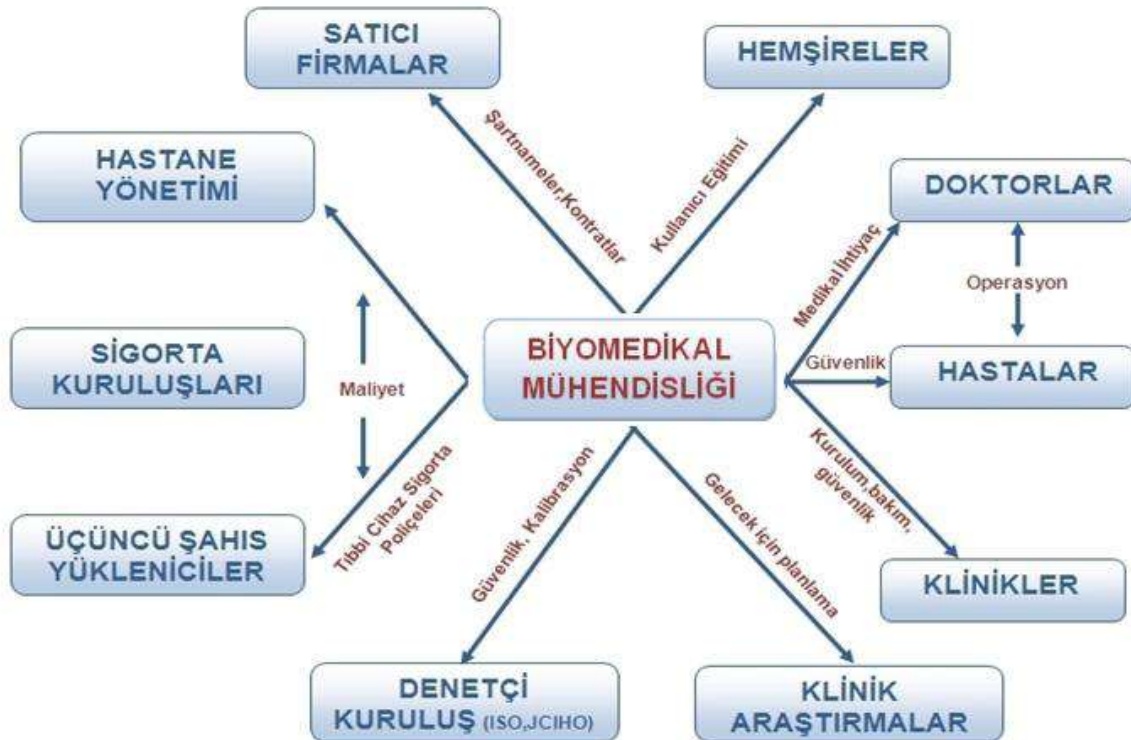 SATICI
FİRMALAR
HEMŞİRELER
HASTANE
YÖNETİMİ
Şartnameler,Kontratlar
Kullanıcı Eğitimi
DOKTORLAR
Medikal İhtiyaç
Operasyon
SİGORTA
KURULUŞLARI
Maliyet
BİYOMEDİKAL
MÜHENDİSLİĞİ
Güvenlik
HASTALAR
ÜÇÜNCÜ ŞAHIS
YÜKLENİCİLER
Tıbbi Cihaz Sigorta
Poliçeleri
Güvenlik, Kalibrasyon
Gelecek için planlama
Kurulum,bakım,
güvenlik
KLİNİKLER
DENETÇİ
KURULUŞ (ISO,JCIHO)
KLİNİK
ARAŞTIRMALAR